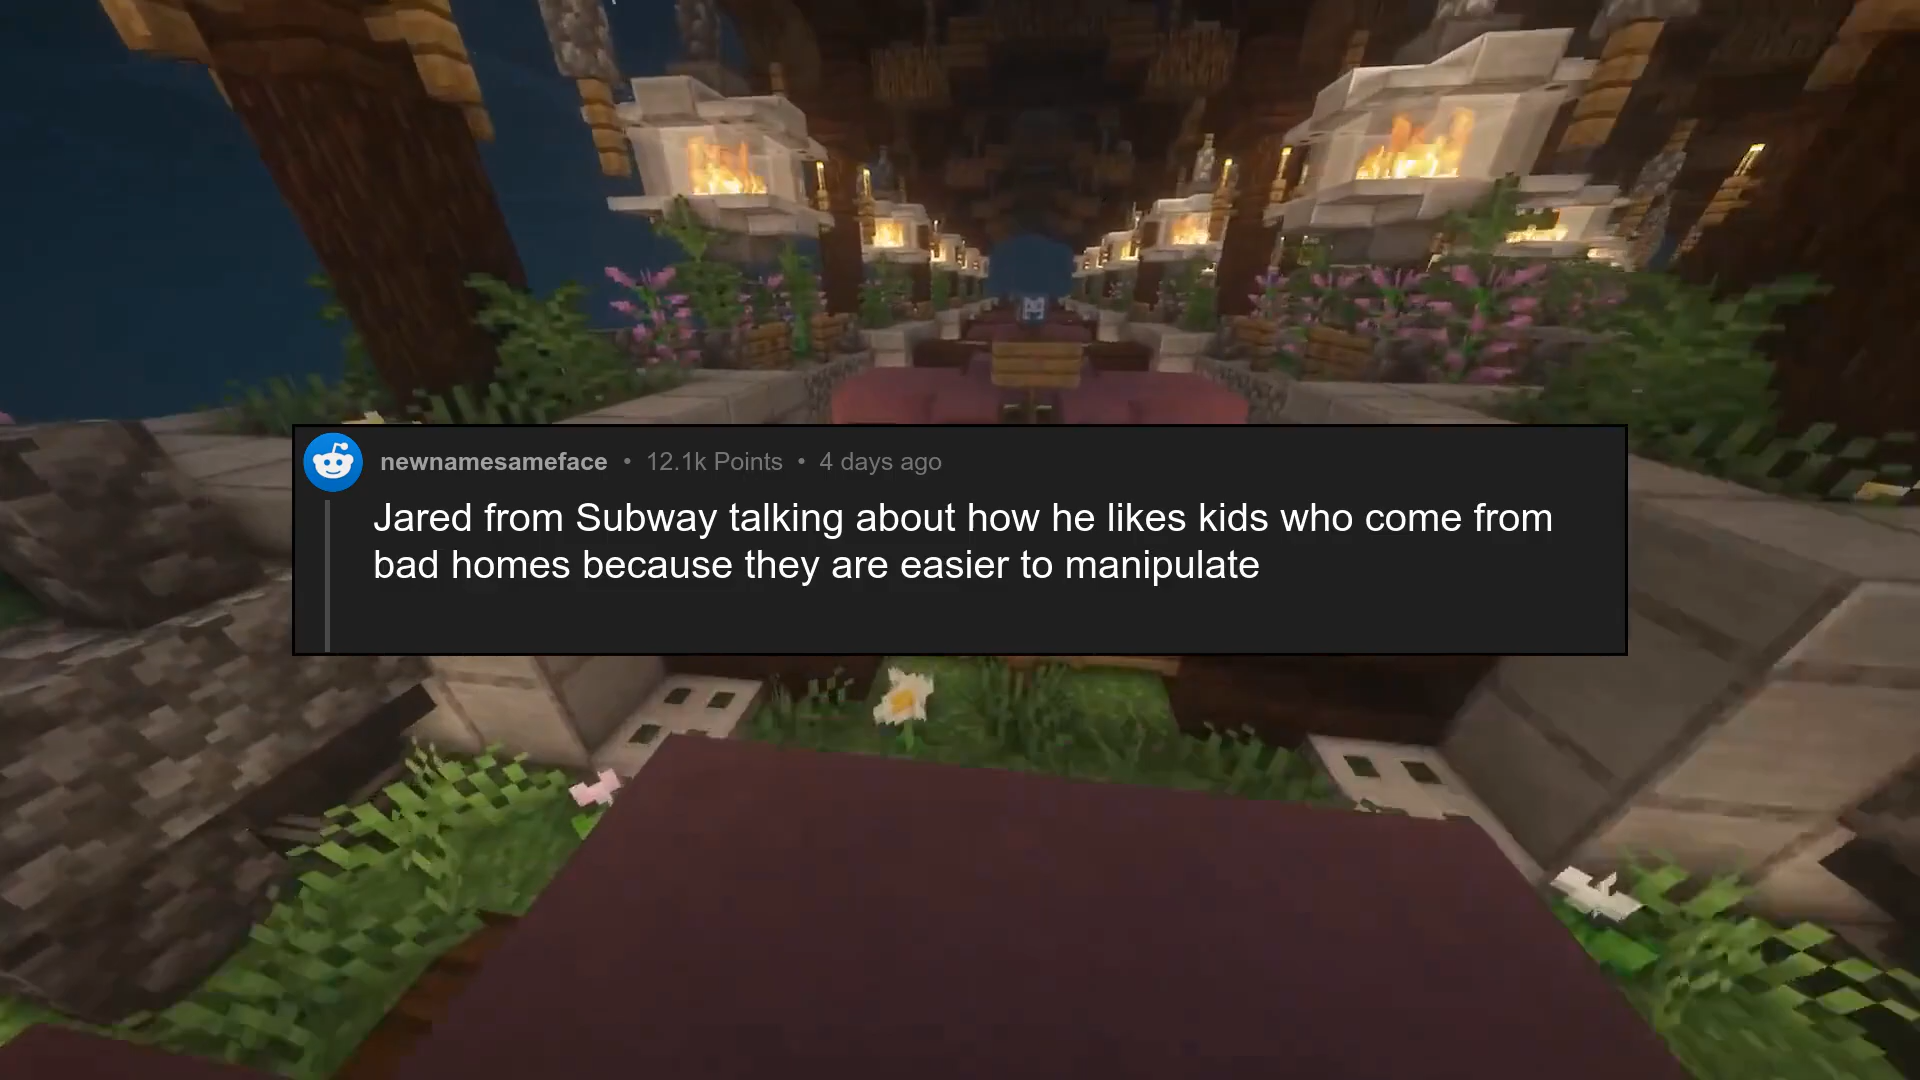 newnamesameface • 12.1k Points • 4 days ago
Jared from Subway talking about how he likes kids who come from
bad homes because they are easier to manipulate